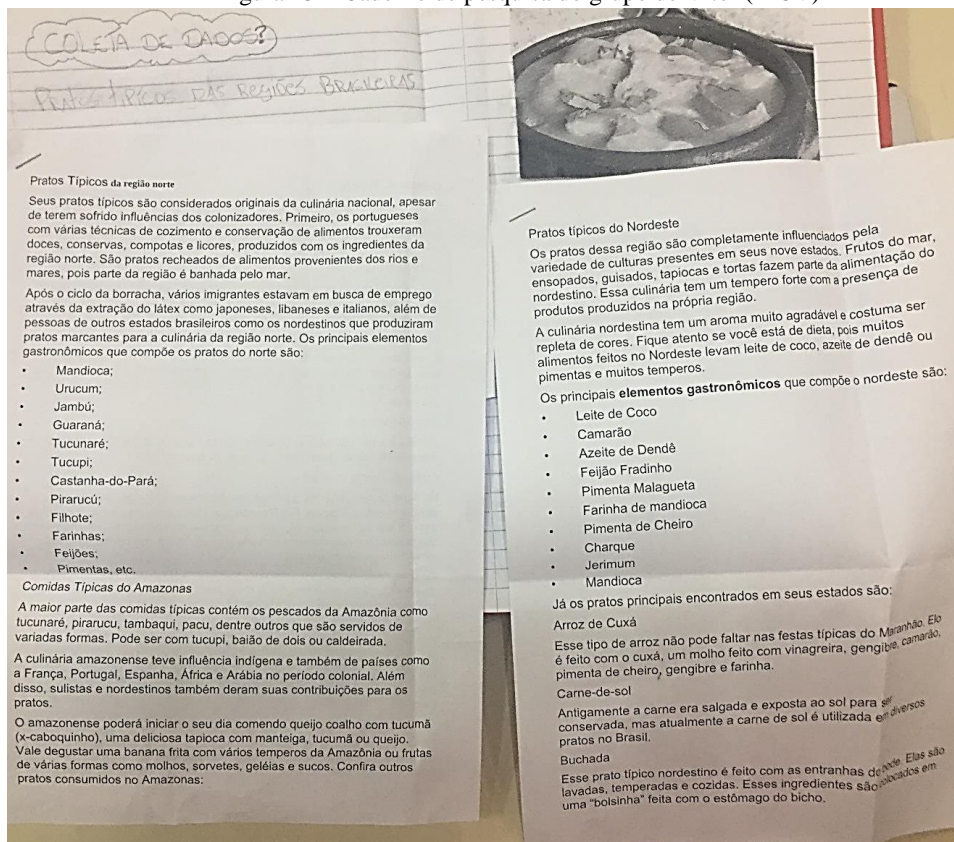 COLETA DE DADOS?
PRATOS TÍPICOS DAS REGIÕES BRASILEIRAS
Pratos Típicos da região norte
Seus pratos típicos são considerados originais da culinária nacional, apesar
de terem sofrido influências dos colonizadores. Primeiro, os portugueses
com várias técnicas de cozimento e conservação de alimentos trouxeram
doces, conservas, compotas e licores, produzidos com os ingredientes da
região norte. São pratos recheados de alimentos provenientes dos rios e
mares, pois parte da região é banhada pelo mar.
Após o ciclo da borracha, vários imigrantes estavam em busca de emprego
através da extração do látex como japoneses, libaneses e italianos, além de
pessoas de outros estados brasileiros como os nordestinos que produziram
pratos marcantes para a culinária da região norte. Os principais elementos
gastronômicos que compõe os pratos do norte são:
• Mandioca;
• Urucum;
• Jambú;
• Guaraná;
• Tucunaré;
• Tucupi;
• Castanha-do-Pará;
• Pirarucú;
• Filhote;
• Farinhas;
• Feijões;
• Pimentas, etc.
Comidas Típicas do Amazonas
A maior parte das comidas típicas contém os pescados da Amazônia como
tucunaré, pirarucu, tambaqui, pacu, dentre outros que são servidos de
variadas formas. Pode ser com tucupi, baião de dois ou caldeirada.
A culinária amazonense teve influência indígena e também de países como
a França, Portugal, Espanha, África e Arábia no período colonial. Além
disso, sulistas e nordestinos também deram suas contribuições para os
pratos.
O amazonense poderá iniciar o seu dia comendo queijo coalho com tucumã
(x-caboquinho), uma deliciosa tapioca com manteiga, tucumã ou queijo.
Vale degustar uma banana frita com vários temperos da Amazônia ou frutas
de várias formas como molhos, sorvetes, geléias e sucos. Confira outros
pratos consumidos no Amazonas:
Pratos típicos do Nordeste
Os pratos dessa região são completamente influenciados pela
variedade de culturas presentes em seus nove estados. Frutos do mar,
ensopados, guisados, tapiocas e tortas fazem parte da alimentação do
nordestino. Essa culinária tem um tempero forte com a presença de
produtos produzidos na própria região.
A culinária nordestina tem um aroma muito agradável e costuma ser
repleta de cores. Fique atento se você está de dieta, pois muitos
alimentos feitos no Nordeste levam leite de coco, azeite de dendê ou
pimentas e muitos temperos.
Os principais elementos gastronômicos que compõe o nordeste são:
• Leite de Coco
• Camarão
• Azeite de Dendê
• Feijão Fradinho
• Pimenta Malagueta
• Farinha de mandioca
• Pimenta de Cheiro
• Charque
• Jerimum
• Mandioca
Já os pratos principais encontrados em seus estados são:
Arroz de Cuxá
Esse tipo de arroz não pode faltar nas festas típicas do Maranhão. Elo
é feito com o cuxá, um molho feito com vinagreira, gengibre, camarão,
pimenta de cheiro, gengibre e farinha.
Carne-de-sol
Antigamente a carne era salgada e exposta ao sol para ser
conservada, mas atualmente a carne de sol é utilizada em diversos
pratos no Brasil.
Buchada
Esse prato típico nordestino é feito com as entranhas de bode. Elas são
lavadas, temperadas e cozidas. Esses ingredientes são colocados em
uma “bolsinha” feita com o estômago do bicho.